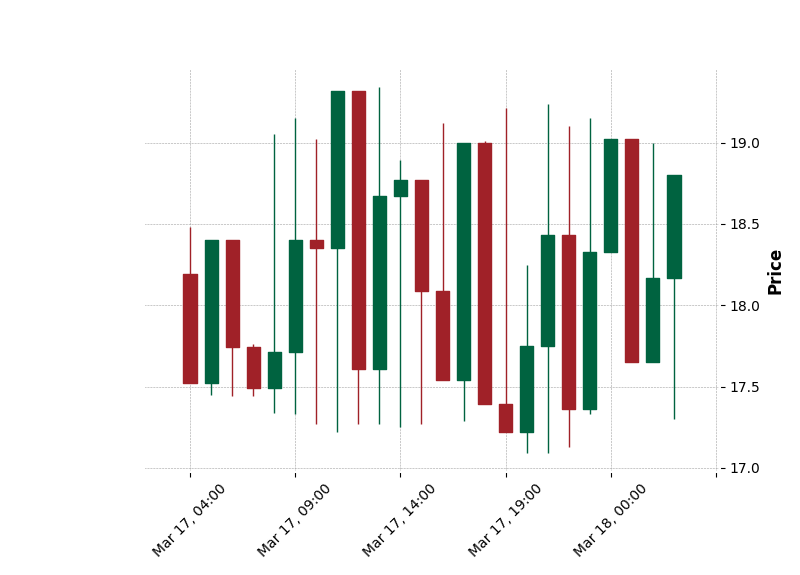 19.0
18.5
18.0
17.5
17.0
Price
Mar 17, 04:00
Mar 17, 09:00
Mar 17, 14:00
Mar 17, 19:00
Mar 18, 00:00